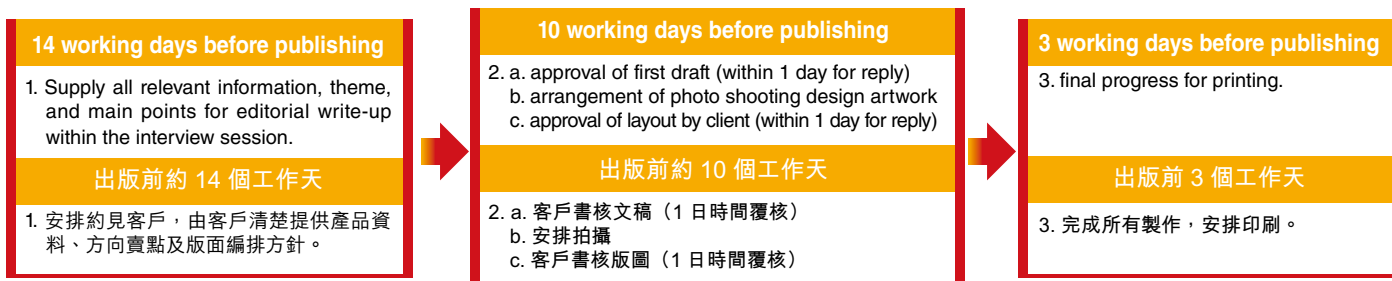 14 working days before publishing
1. Supply all relevant information, theme,
and main points for editorial write-up
within the interview session.
出版前約 14 個工作天
1. 安排約見客戶，由客戶清楚提供產品資
料、方向賣點及版面編排方針。
10 working days before publishing
2. a. approval of first draft (within 1 day for reply)
b. arrangement of photo shooting design artwork
c. approval of layout by client (within 1 day for reply)
出版前約 10 個工作天
2. a. 客戶書核文稿（1 日時間覆核）
b. 安排拍攝
c. 客戶書核版圖（1 日時間覆核）
3 working days before publishing
3. final progress for printing.
出版前 3 個工作天
3. 完成所有製作，安排印刷。